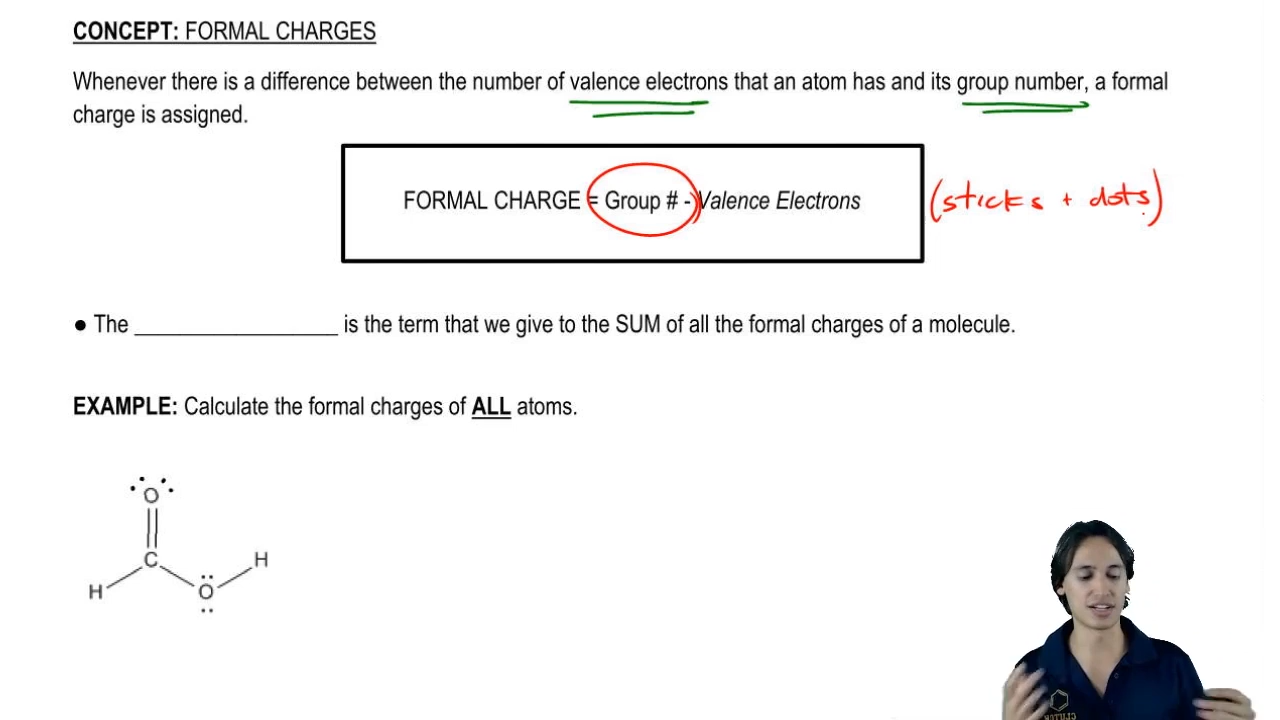 CONCEPT: FORMAL CHARGES
Whenever there is a difference between the number of valence electrons that an atom has and its group number, a formal
charge is assigned.
FORMAL CHARGE = Group # - Valence Electrons (sticks + dots)
● The _________________ is the term that we give to the SUM of all the formal charges of a molecule.
EXAMPLE: Calculate the formal charges of ALL atoms.
O
C H
H O
CLUTCH